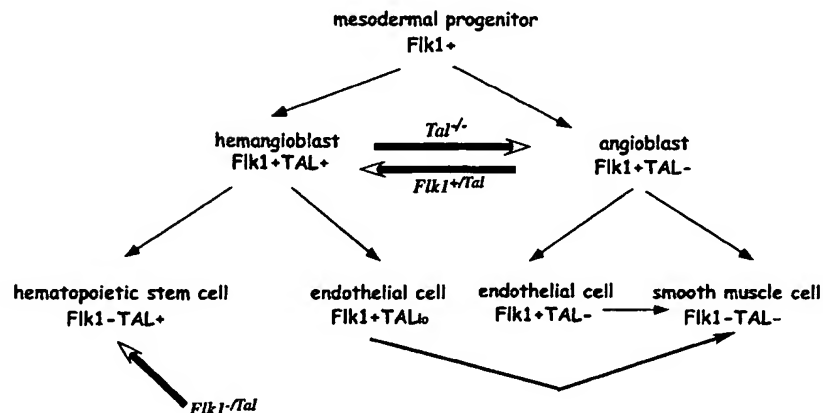 mesodermal progenitor
Flk1+
hemangioblast
Flk1+TAL+
Tal-/-
Flk1+/Tal
angioblast
Flk1+TAL-
hematopoietic stem cell
Flk1-TAL+
endothelial cell
Flk1+TALlo
endothelial cell
Flk1+TAL-
smooth muscle cell
Flk1-TAL-
Flk1-/Tal